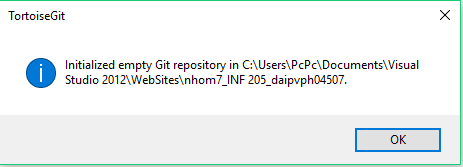 TortoiseGit
Initialized empty Git repository in C:\Users\PcPc\Documents\Visual
Studio 2012\WebSites\nhom7_INF 205_daipvph04507.
OK